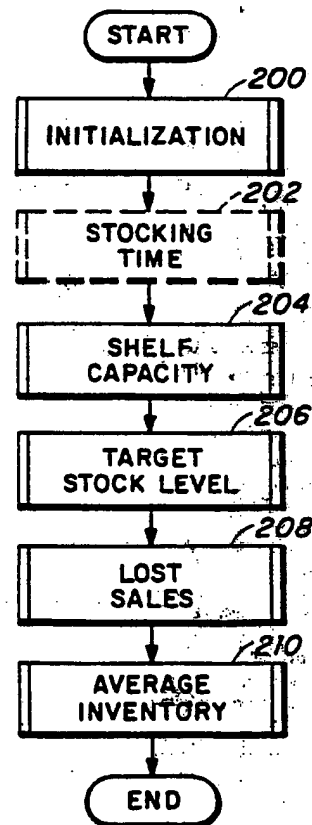 START
200
INITIALIZATION
202
STOCKING
TIME
204
SHELF
CAPACITY
206
TARGET
STOCK LEVEL
208
LOST
SALES
210
AVERAGE
INVENTORY
END